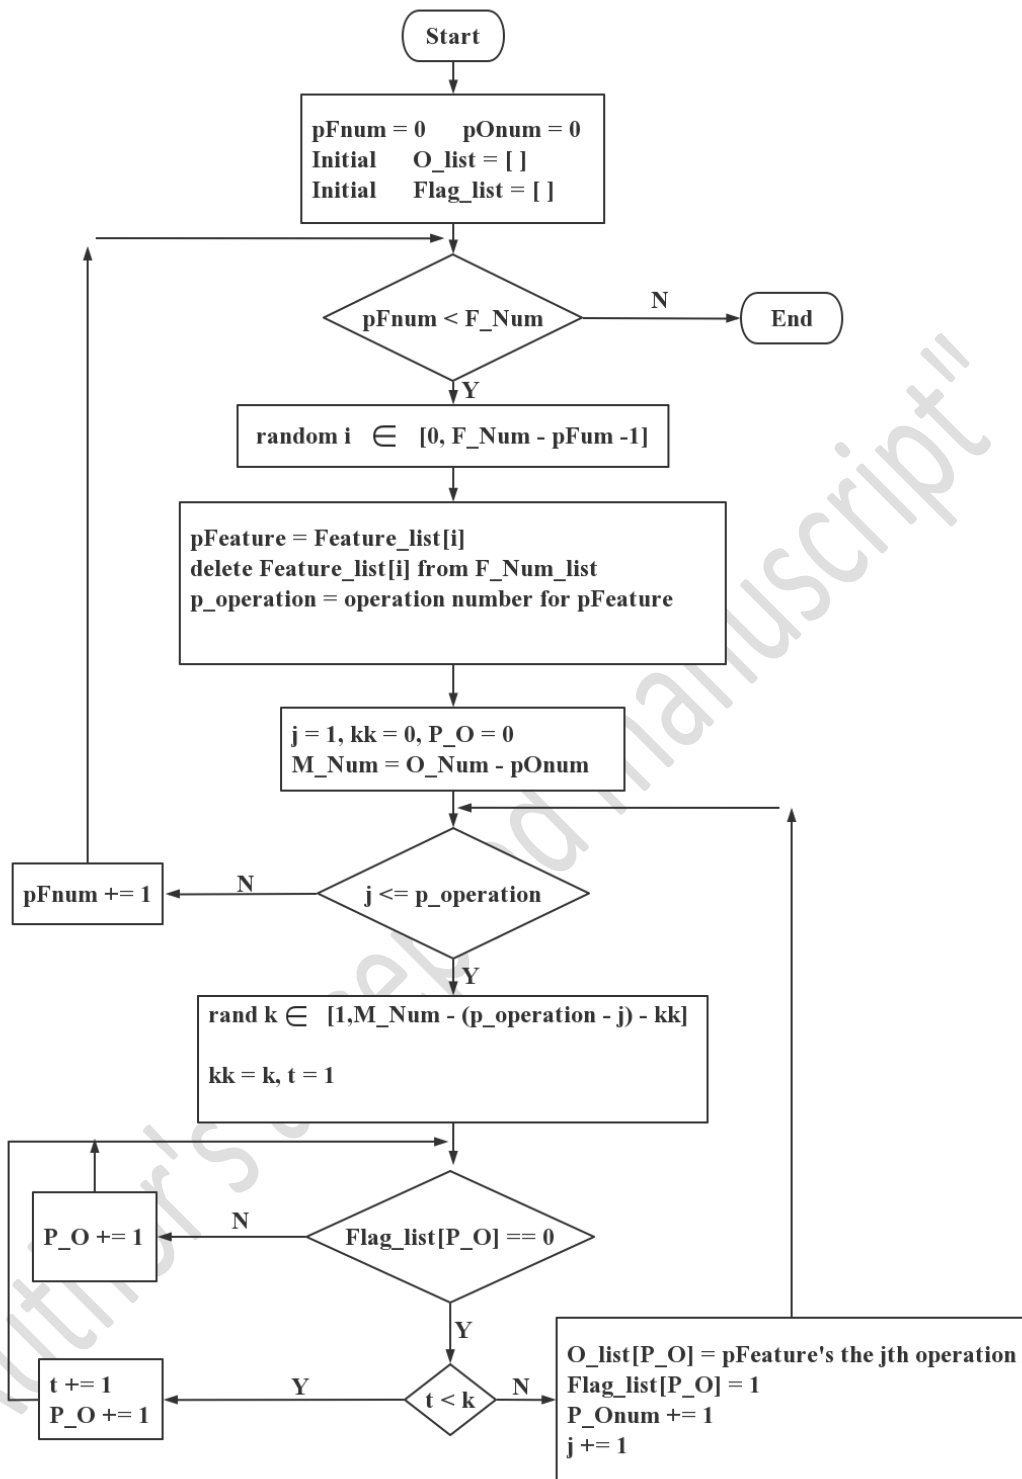 Start
pFnum = 0 pOnum = 0
Initial O_list = [ ]
Initial Flag_list = [ ]
pFnum < F_Num
N
End
Y
random i ∈ [0, F_Num - pFum -1]
pFeature = Feature_list[i]
delete Feature_list[i] from F_Num_list
p_operation = operation number for pFeature
j = 1, kk = 0, P_O = 0
M_Num = O_Num - pOnum
pFnum += 1
N
j <= p_operation
Y
rand k ∈ [1,M_Num - (p_operation - j) - kk]
kk = k, t = 1
P_O += 1
N
Flag_list[P_O] == 0
Y
t += 1
P_O += 1
Y
t < k
N
O_list[P_O] = pFeature's the jth operation
Flag_list[P_O] = 1
P_Onum += 1
j += 1
manuscript"